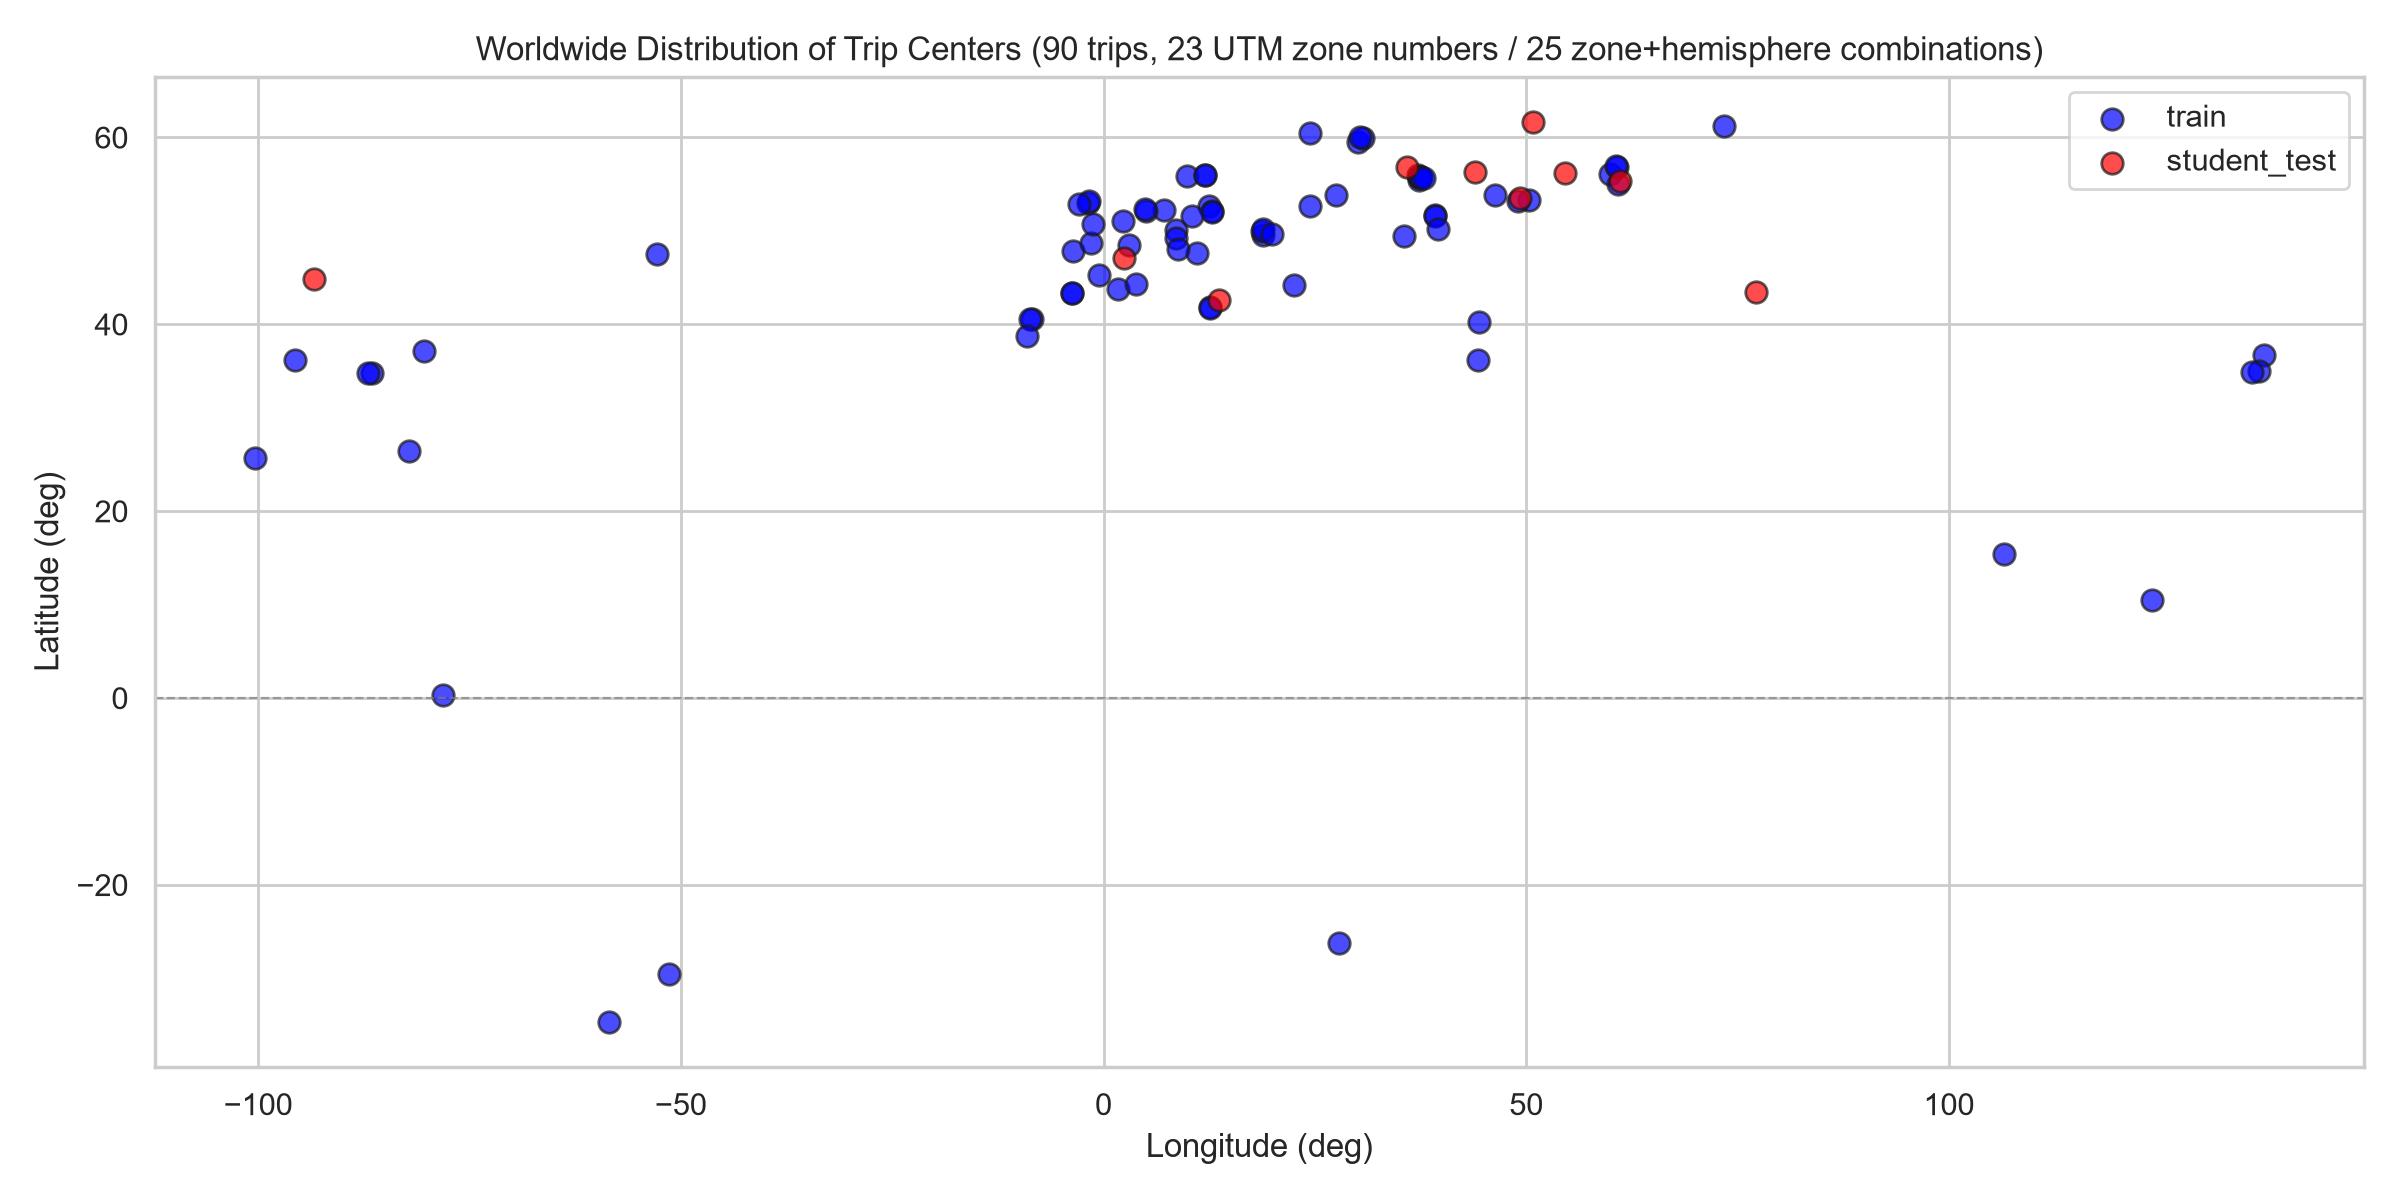 Worldwide Distribution of Trip Centers (90 trips, 23 UTM zone numbers / 25 zone+hemisphere combinations)
train
student_test
60
40
20
0
−20
Latitude (deg)
−100
−50
0
50
100
Longitude (deg)